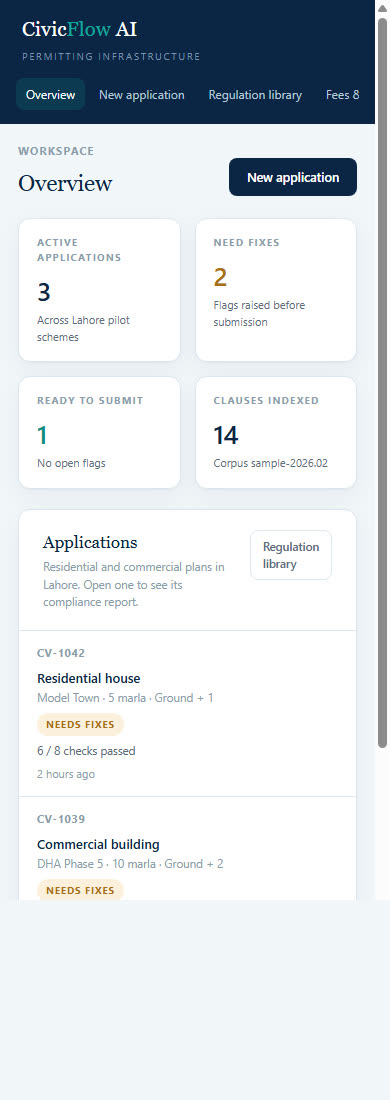 CivicFlow AI
PERMITTING INFRASTRUCTURE
Overview New application Regulation library Fees 8
WORKSPACE
Overview
New application
ACTIVE
APPLICATIONS
3
Across Lahore pilot
schemes
NEED FIXES
2
Flags raised before
submission
READY TO SUBMIT
1
No open flags
CLAUSES INDEXED
14
Corpus sample-2026.02
Applications
Residential and commercial plans in
Lahore. Open one to see its
compliance report.
Regulation
library
CV-1042
Residential house
Model Town · 5 marla · Ground + 1
NEEDS FIXES
6 / 8 checks passed
2 hours ago
CV-1039
Commercial building
DHA Phase 5 · 10 marla · Ground + 2
NEEDS FIXES